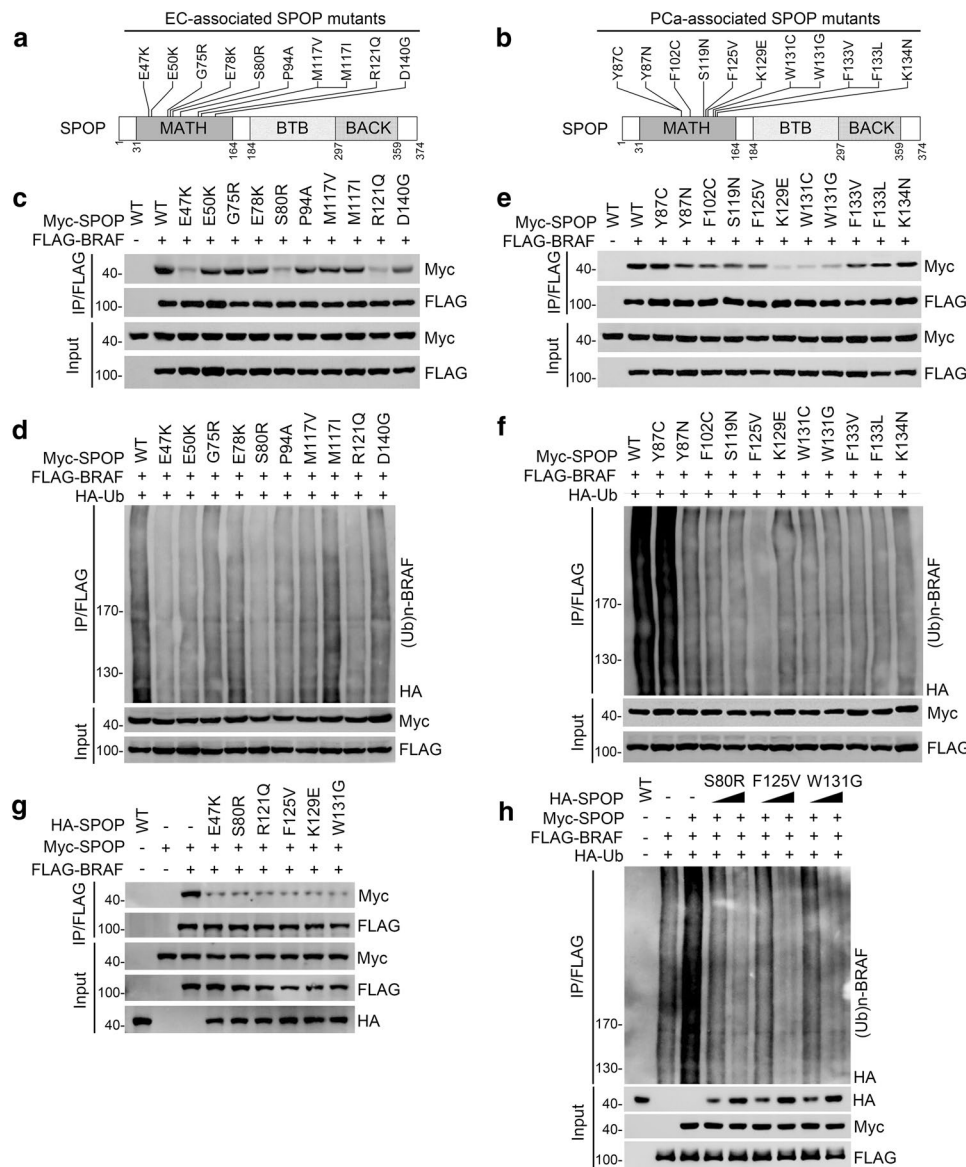 a
EC-associated SPOP mutants
E47K E50K G75R E78K S80R P94A M117V M117I R121Q D140G
SPOP MATH BTB BACK
1 31 164 184 297 359 374
b
PCa-associated SPOP mutants
Y87C Y87N F102C S119N F125V K129E W131C W131G F133V F133L K134N
SPOP MATH BTB BACK
1 31 164 184 297 359 374
c
Myc-SPOP WT WT E47K E50K G75R E78K S80R P94A M117V M117I R121Q D140G
FLAG-BRAF - + + + + + + + + + + +
IP/FLAG
40- Myc
100- FLAG
Input
40- Myc
100- FLAG
e
Myc-SPOP WT WT Y87C Y87N F102C S119N F125V K129E W131C W131G F133V F133L K134N
FLAG-BRAF - + + + + + + + + + + + +
IP/FLAG
40- Myc
100- FLAG
Input
40- Myc
100- FLAG
d
Myc-SPOP WT E47K E50K G75R E78K S80R P94A M117V M117I R121Q D140G
FLAG-BRAF + + + + + + + + + + +
HA-Ub + + + + + + + + + + +
IP/FLAG
170-
130-
(Ub)n-BRAF
HA
Input
40- Myc
100- FLAG
f
Myc-SPOP WT Y87C Y87N F102C S119N F125V K129E W131C W131G F133V F133L K134N
FLAG-BRAF + + + + + + + + + + + +
HA-Ub + + + + + + + + + + + +
IP/FLAG
170-
130-
(Ub)n-BRAF
HA
Input
40- Myc
100- FLAG
g
HA-SPOP WT - - E47K S80R R121Q F125V K129E W131G
Myc-SPOP - + + + + + + + +
FLAG-BRAF - - + + + + + + +
IP/FLAG
40- Myc
100- FLAG
Input
40- Myc
100- FLAG
40- HA
h
S80R F125V W131G
HA-SPOP WT - -
Myc-SPOP - - + + + + + + +
FLAG-BRAF - + + + + + + + +
HA-Ub - + + + + + + + +
IP/FLAG
170-
130-
(Ub)n-BRAF
HA
Input
40- HA
40- Myc
100- FLAG